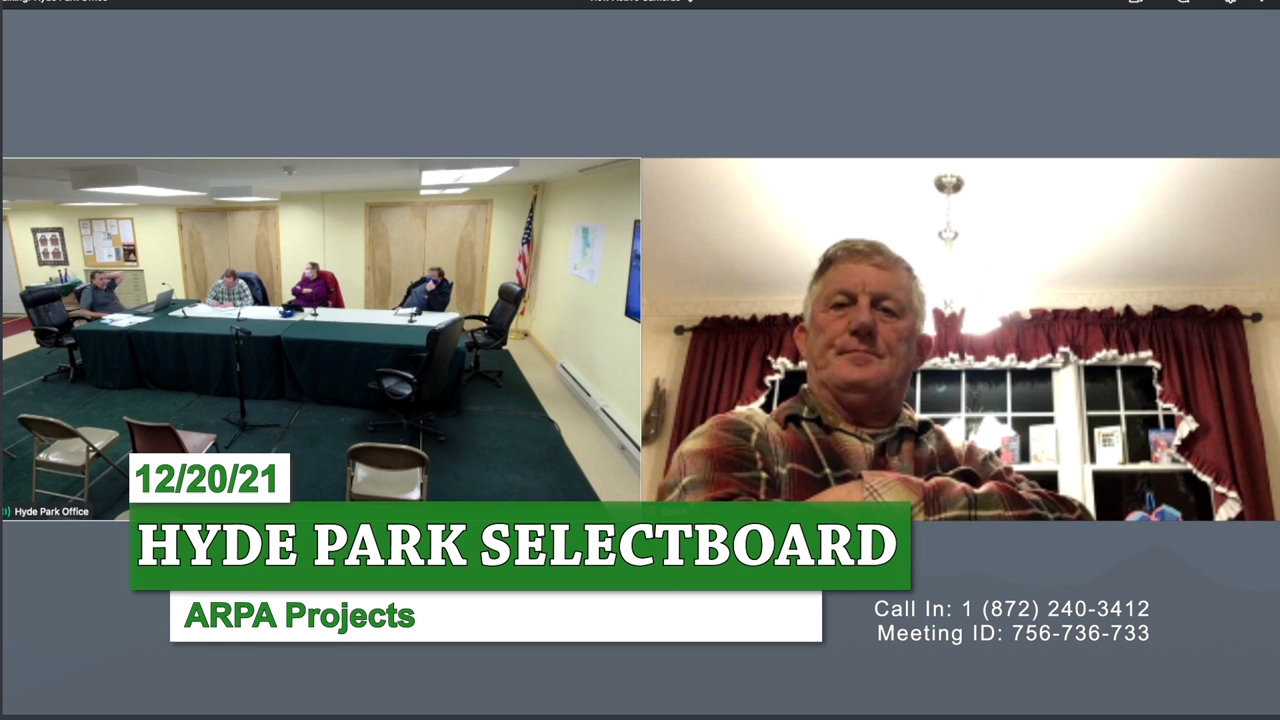 Hyde Park Office
12/20/21
HYDE PARK SELECTBOARD
ARPA Projects
Call In: 1 (872) 240-3412
Meeting ID: 756-736-733